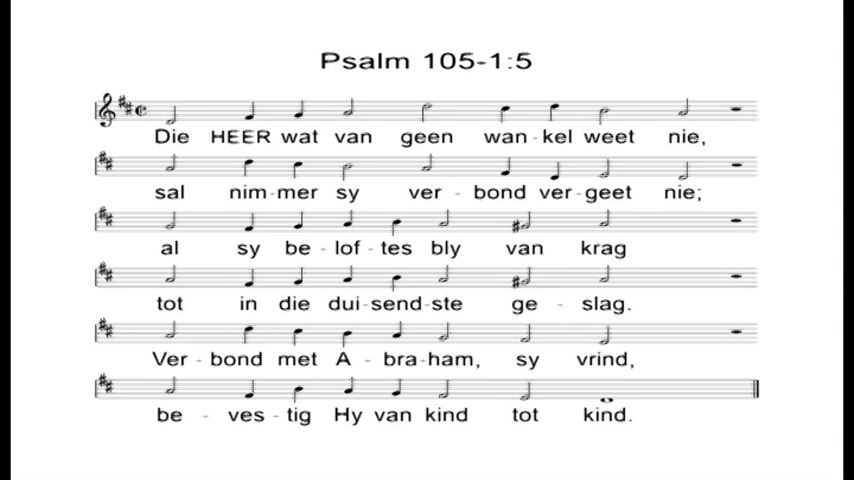 Psalm 105-1:5
Die HEER wat van geen wan-kel weet nie,
sal nim-mer sy ver-bond ver-geet nie;
al sy be-lof-tes bly van krag
tot in die dui-send-ste ge-slag.
Ver-bond met A-bra-ham, sy vrind,
be-ves-tig Hy van kind tot kind.